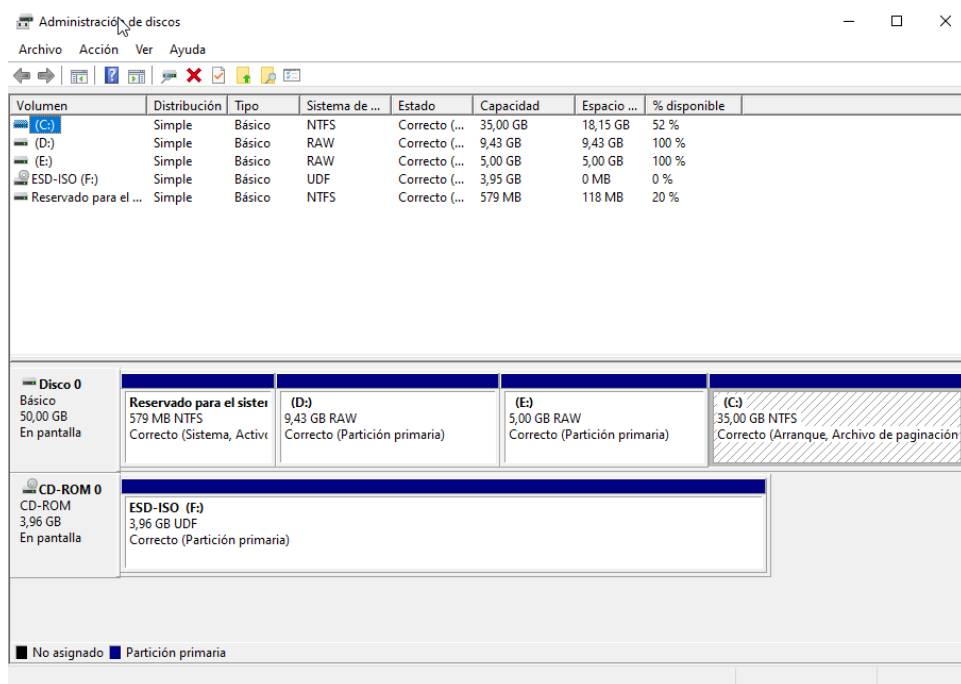 Administración de discos
Archivo Acción Ver Ayuda
Volumen Distribución Tipo Sistema de ... Estado Capacidad Espacio ... % disponible
(C:) Simple Básico NTFS Correcto (... 35,00 GB 18,15 GB 52 %
(D:) Simple Básico RAW Correcto (... 9,43 GB 9,43 GB 100 %
(E:) Simple Básico RAW Correcto (... 5,00 GB 5,00 GB 100 %
ESD-ISO (F:) Simple Básico UDF Correcto (... 3,95 GB 0 MB 0 %
Reservado para el ... Simple Básico NTFS Correcto (... 579 MB 118 MB 20 %
Disco 0
Básico
50,00 GB
En pantalla
Reservado para el sister
579 MB NTFS
Correcto (Sistema, Activo
(D:)
9,43 GB RAW
Correcto (Partición primaria)
(E:)
5,00 GB RAW
Correcto (Partición primaria)
(C:)
35,00 GB NTFS
Correcto (Arranque, Archivo de paginación
CD-ROM 0
CD-ROM
3,96 GB
En pantalla
ESD-ISO (F:)
3,96 GB UDF
Correcto (Partición primaria)
No asignado Partición primaria